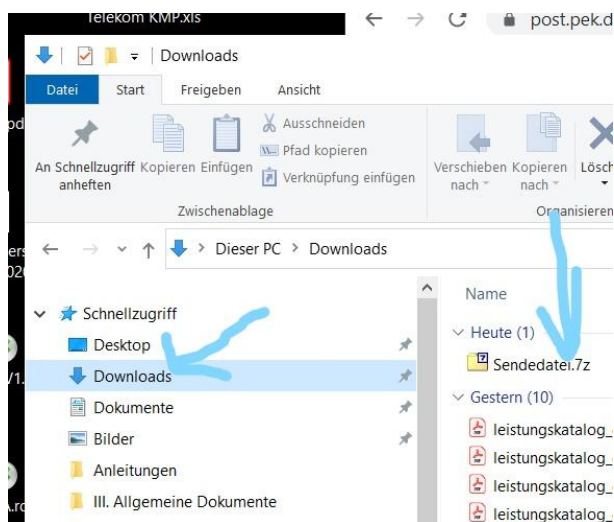 Telekom KMP.xls
post.pek.d
Downloads
Datei Start Freigeben Ansicht
An Schnellzugriff anheften
Kopieren
Einfügen
Ausschneiden
Pfad kopieren
Verknüpfung einfügen
Verschieben nach
Kopieren nach
Lösch
Zwischenablage
Organisieren
Dieser PC > Downloads
Schnellzugriff
Desktop
Downloads
Dokumente
Bilder
Anleitungen
III. Allgemeine Dokumente
Name
Heute (1)
Sendedatei.7z
Gestern (10)
leistungskatalog_
leistungskatalog_
leistungskatalog_
leistungskatalog_